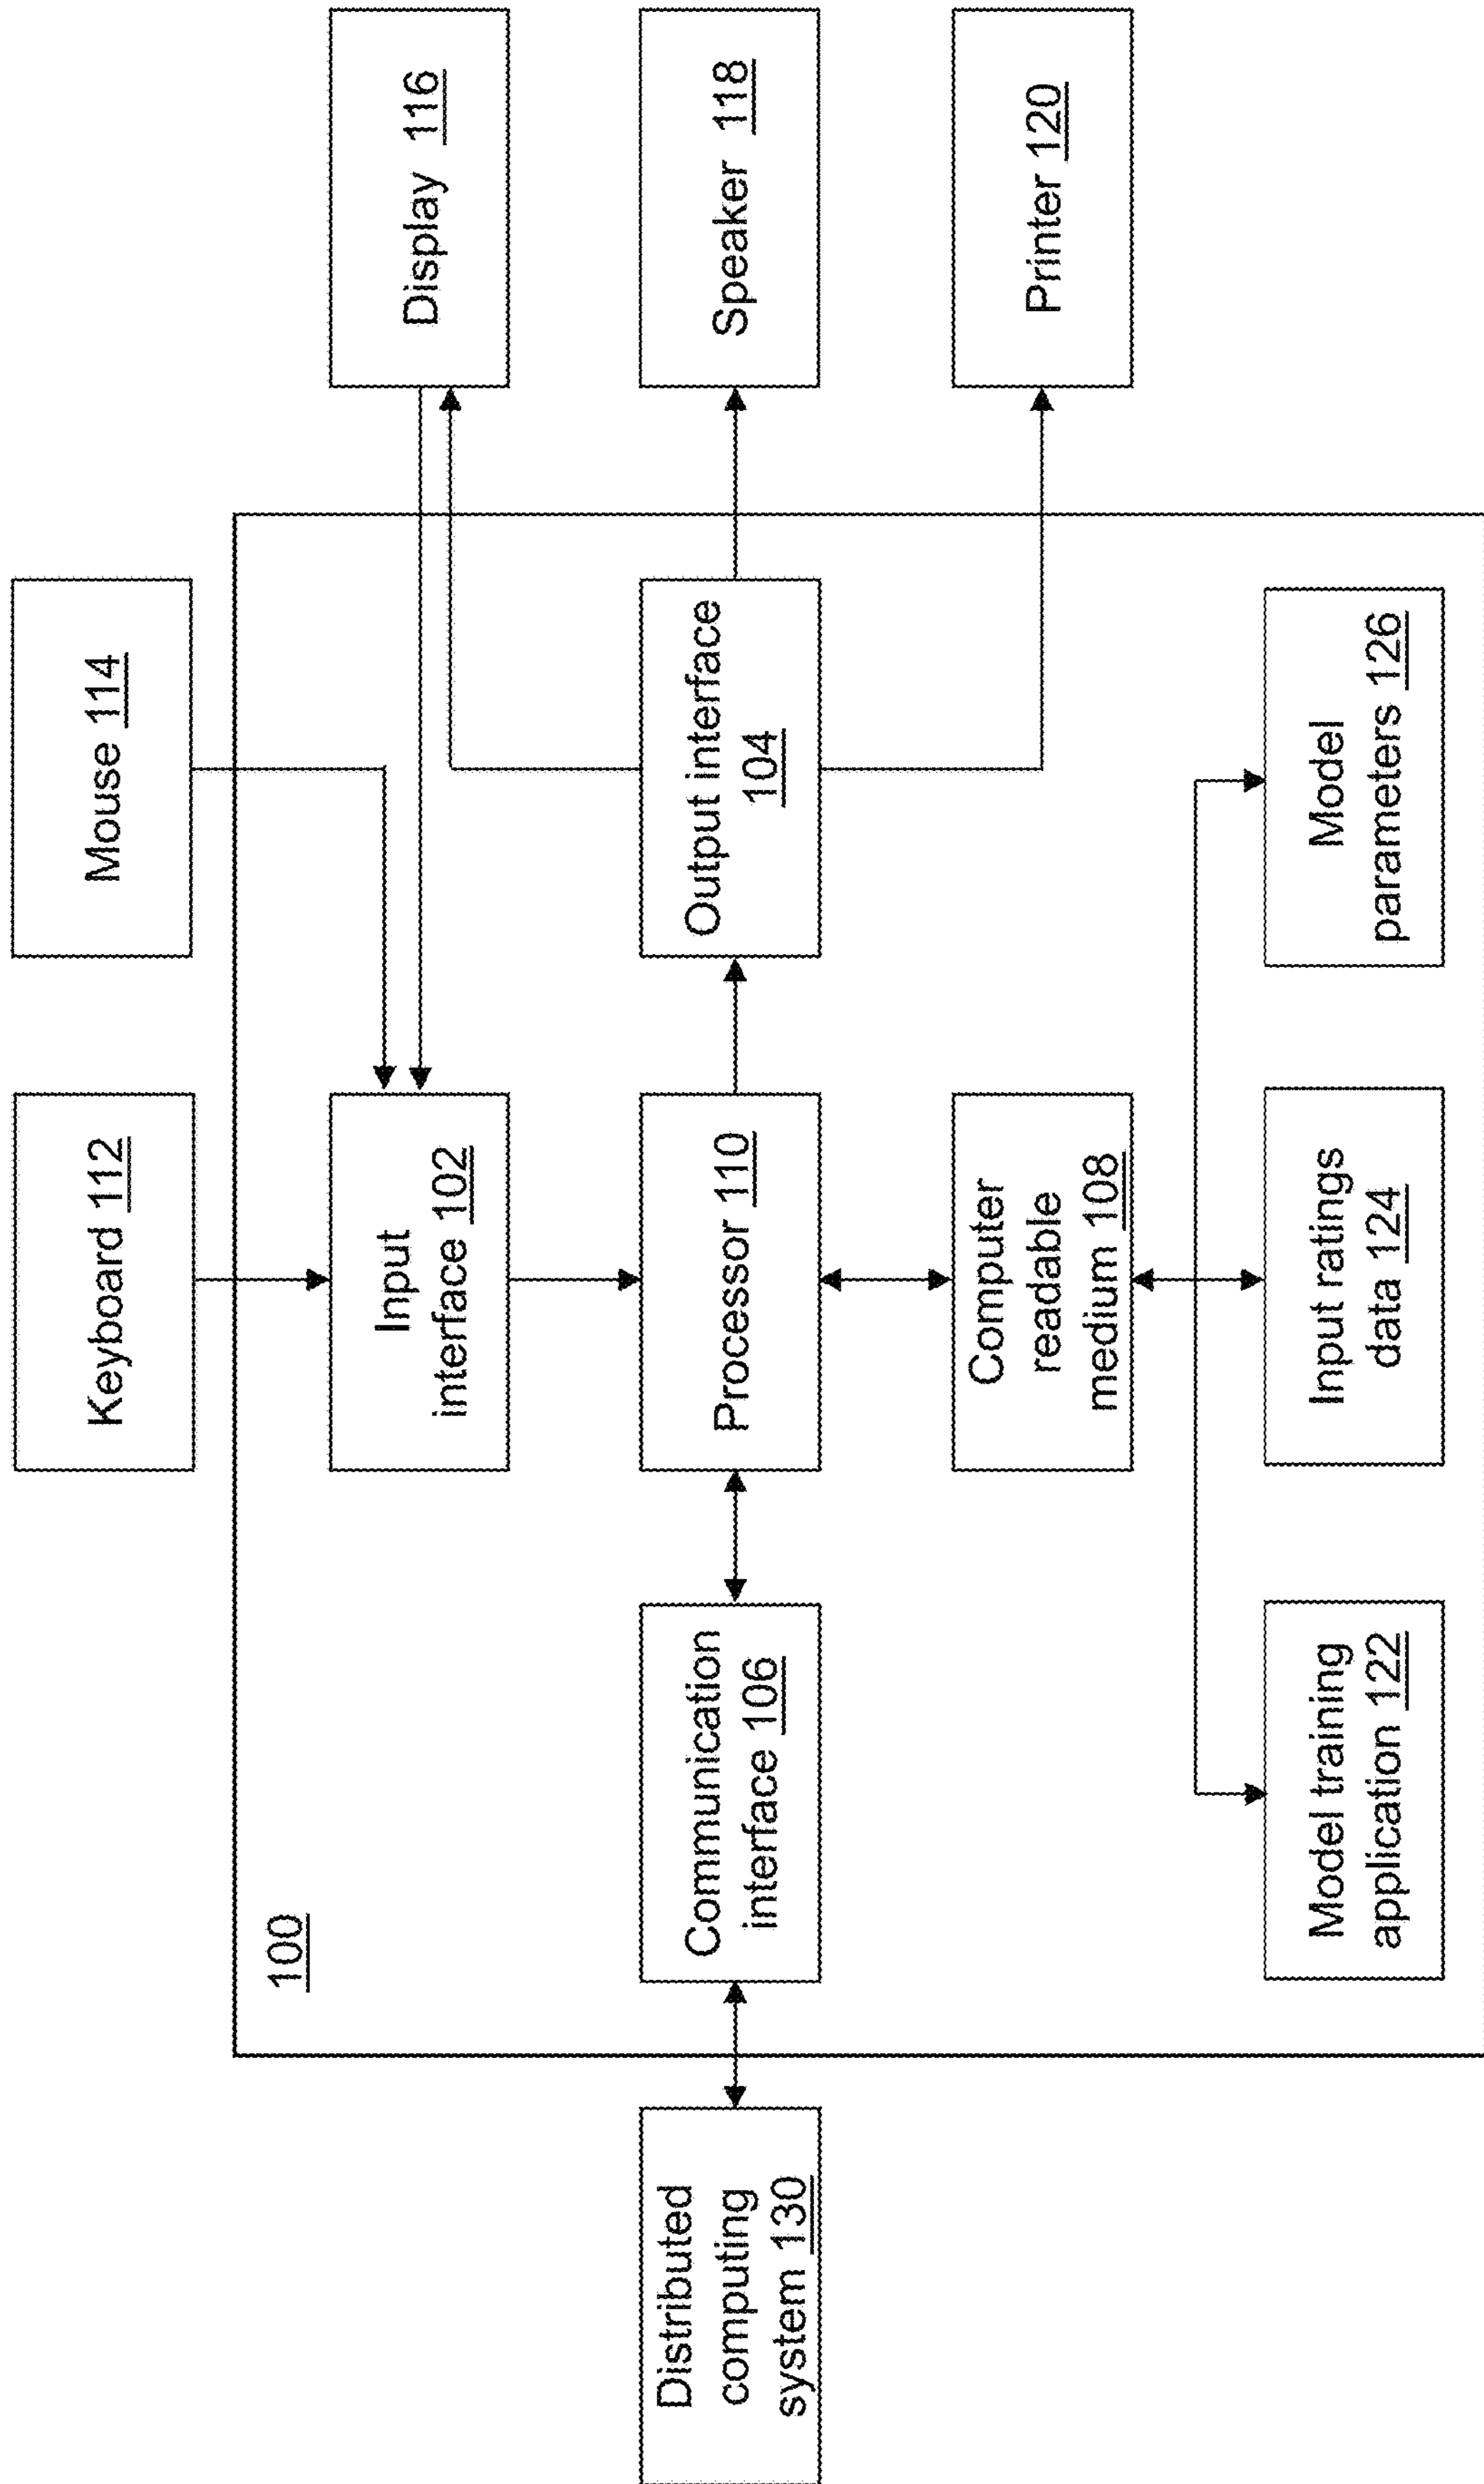 Keyboard 112
Mouse 114
100
Input
interface 102
Display 116
Distributed
computing
system 130
Communication
interface 106
Processor 110
Output interface
104
Speaker 118
Computer
readable
medium 108
Printer 120
Model training
application 122
Input ratings
data 124
Model
parameters 126